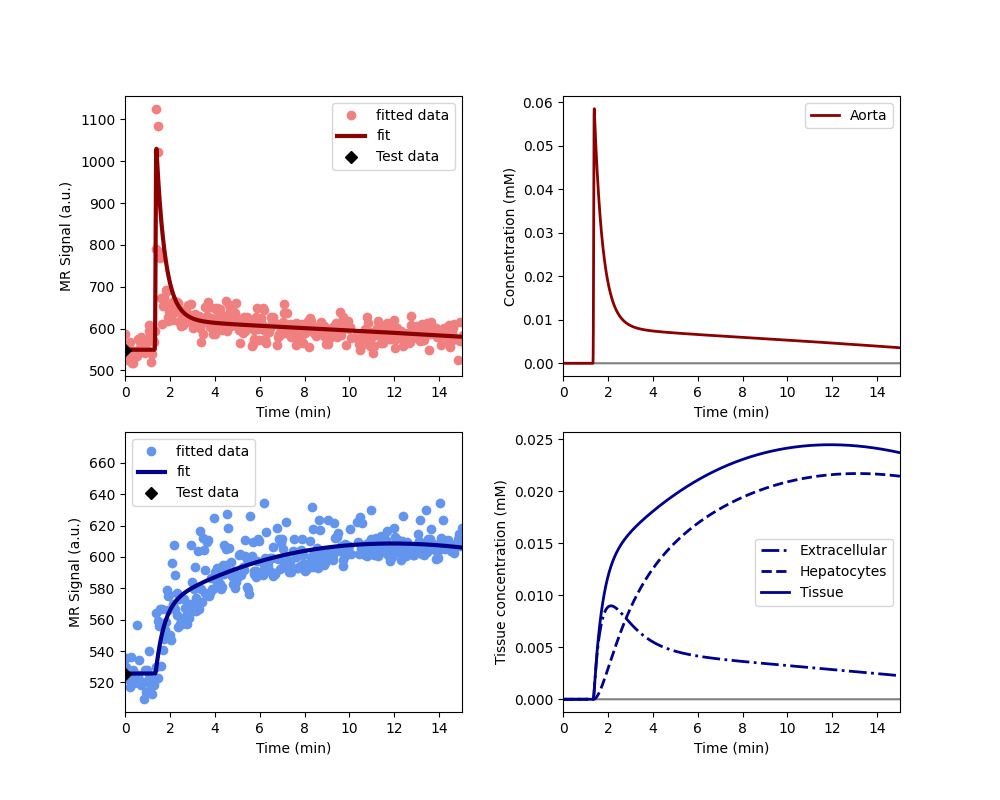 1100
1000
900
800
700
600
500
MR Signal (a.u.)
fitted data
fit
Test data
0 2 4 6 8 10 12 14
Time (min)
0.06
0.05
0.04
0.03
0.02
0.01
0.00
Concentration (mM)
Aorta
0 2 4 6 8 10 12 14
Time (min)
660
640
620
600
580
560
540
520
MR Signal (a.u.)
fitted data
fit
Test data
0 2 4 6 8 10 12 14
Time (min)
0.025
0.020
0.015
0.010
0.005
0.000
Tissue concentration (mM)
Extracellular
Hepatocytes
Tissue
0 2 4 6 8 10 12 14
Time (min)